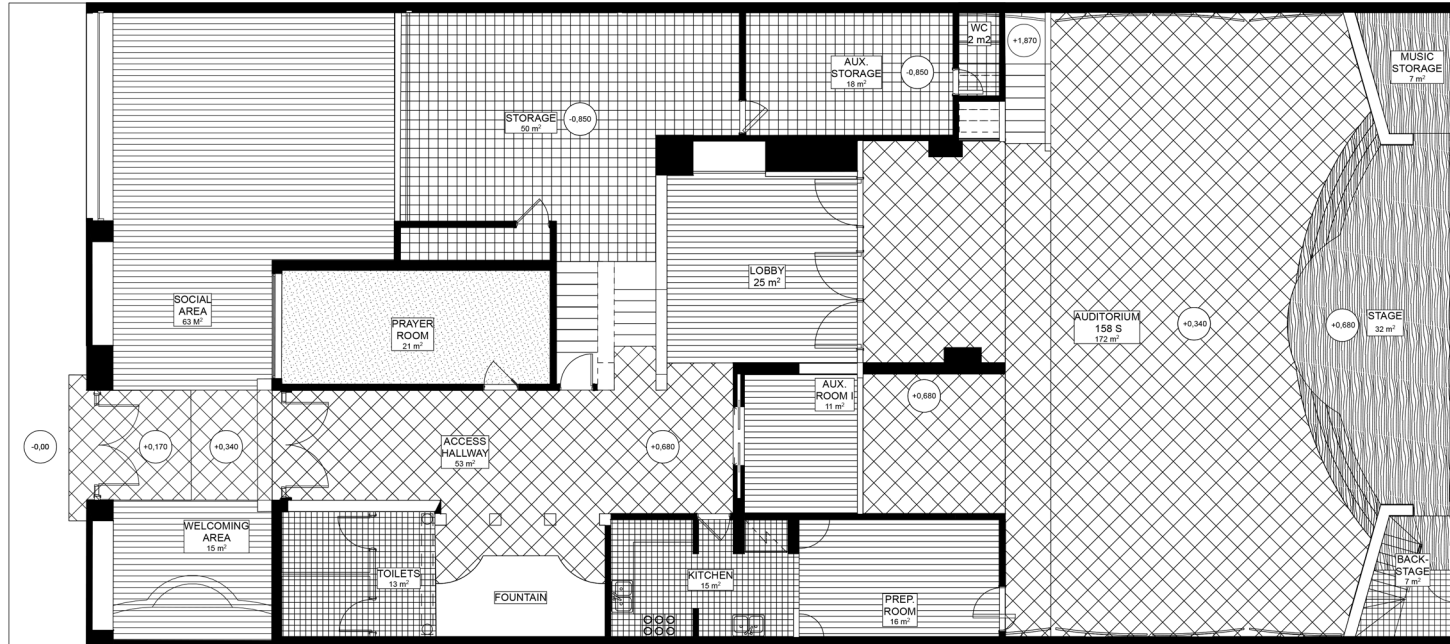 WC
2 m2
+1,870
MUSIC
STORAGE
7 m²
AUX.
STORAGE
18 m²
-0,850
STORAGE
50 m²
-0,850
LOBBY
25 m²
SOCIAL
AREA
63 M²
PRAYER
ROOM
21 m²
AUDITORIUM
158 S
172 m²
+0,340
+0,680
STAGE
32 m²
AUX.
ROOM I
11 m²
+0,680
-0,00
+0,170
+0,340
ACCESS
HALLWAY
53 m²
+0,680
WELCOMING
AREA
15 m²
TOILETS
13 m²
FOUNTAIN
KITCHEN
15 m²
PREP.
ROOM
16 m²
BACK-
STAGE
7 m²